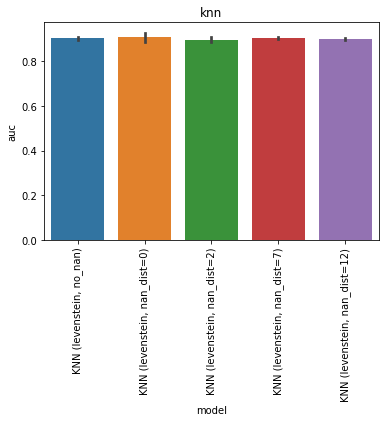 knn
auc
0.8
0.6
0.4
0.2
0.0
KNN (levenstein, no_nan)
KNN (levenstein, nan_dist=0)
KNN (levenstein, nan_dist=2)
KNN (levenstein, nan_dist=7)
KNN (levenstein, nan_dist=12)
model